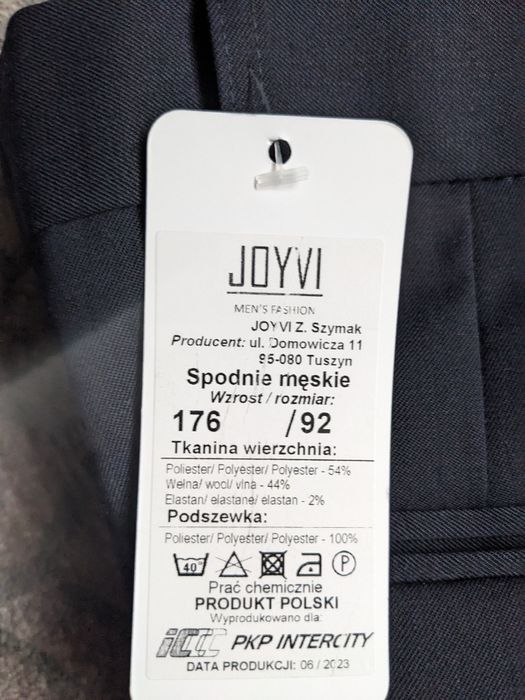 JOYVI
MEN'S FASHION
JOYVI Z. Szymak
Producent: ul. Domowicza 11
95-080 Tuszyn
Spodnie męskie
Wzrost / rozmiar:
176 /92
Tkanina wierzchnia:
Poliester/ Polyester/ Polyester - 54%
Wełna/ wool/ vlna - 44%
Elastan/ elastane/ elastan - 2%
Podszewka:
Poliester/ Polyester/ Polyester - 100%
40° P
Prać chemicznie
PRODUKT POLSKI
Wyprodukowano dla:
ICCC PKP INTERCITY
DATA PRODUKCJI: 06 / 2023